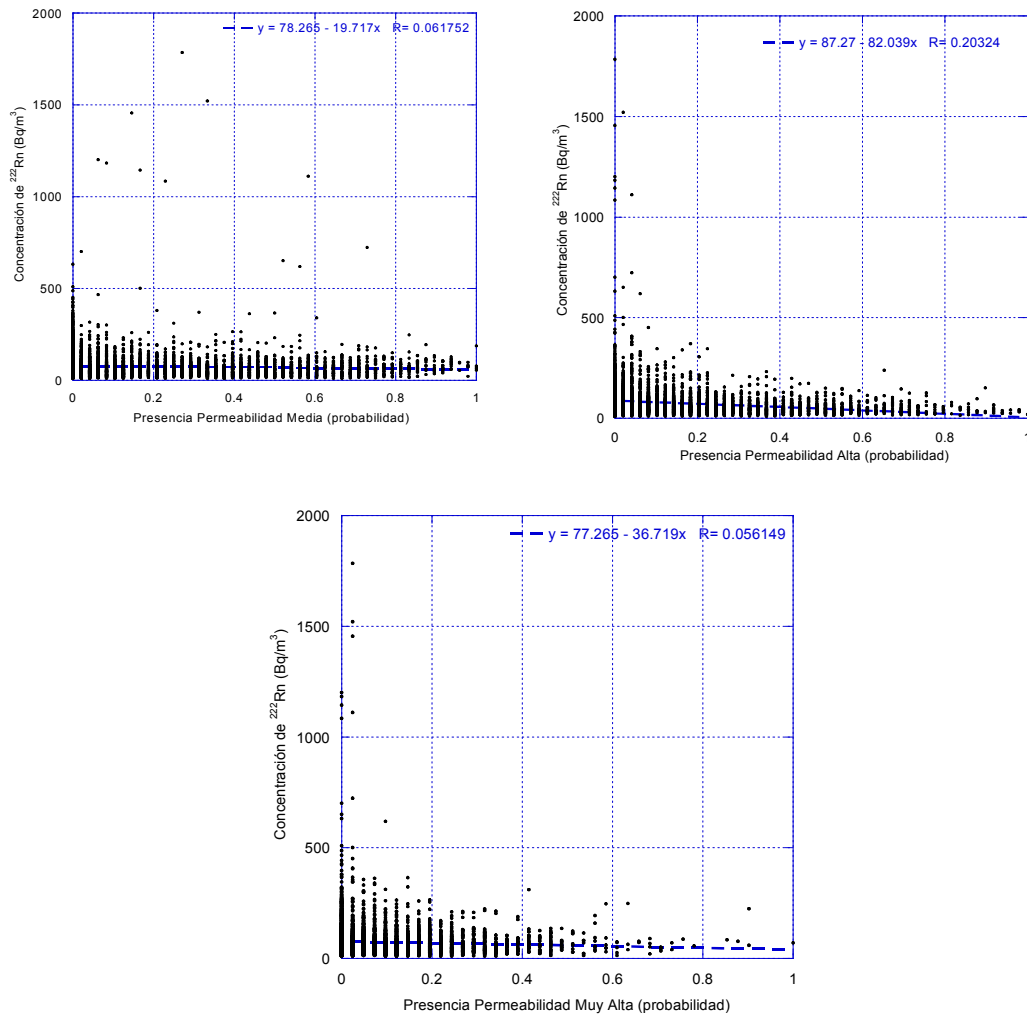 y = 78.265 - 19.717x R= 0.061752
2000
1500
1000
500
0
Concentración de ²²²Rn (Bq/m³)
0 0.2 0.4 0.6 0.8 1
Presencia Permeabilidad Media (probabilidad)
y = 87.27 - 82.039x R= 0.20324
2000
1500
1000
500
0
Concentración de ²²²Rn (Bq/m³)
0 0.2 0.4 0.6 0.8 1
Presencia Permeabilidad Alta (probabilidad)
y = 77.265 - 36.719x R= 0.056149
2000
1500
1000
500
0
Concentración de ²²²Rn (Bq/m³)
0 0.2 0.4 0.6 0.8 1
Presencia Permeabilidad Muy Alta (probabilidad)